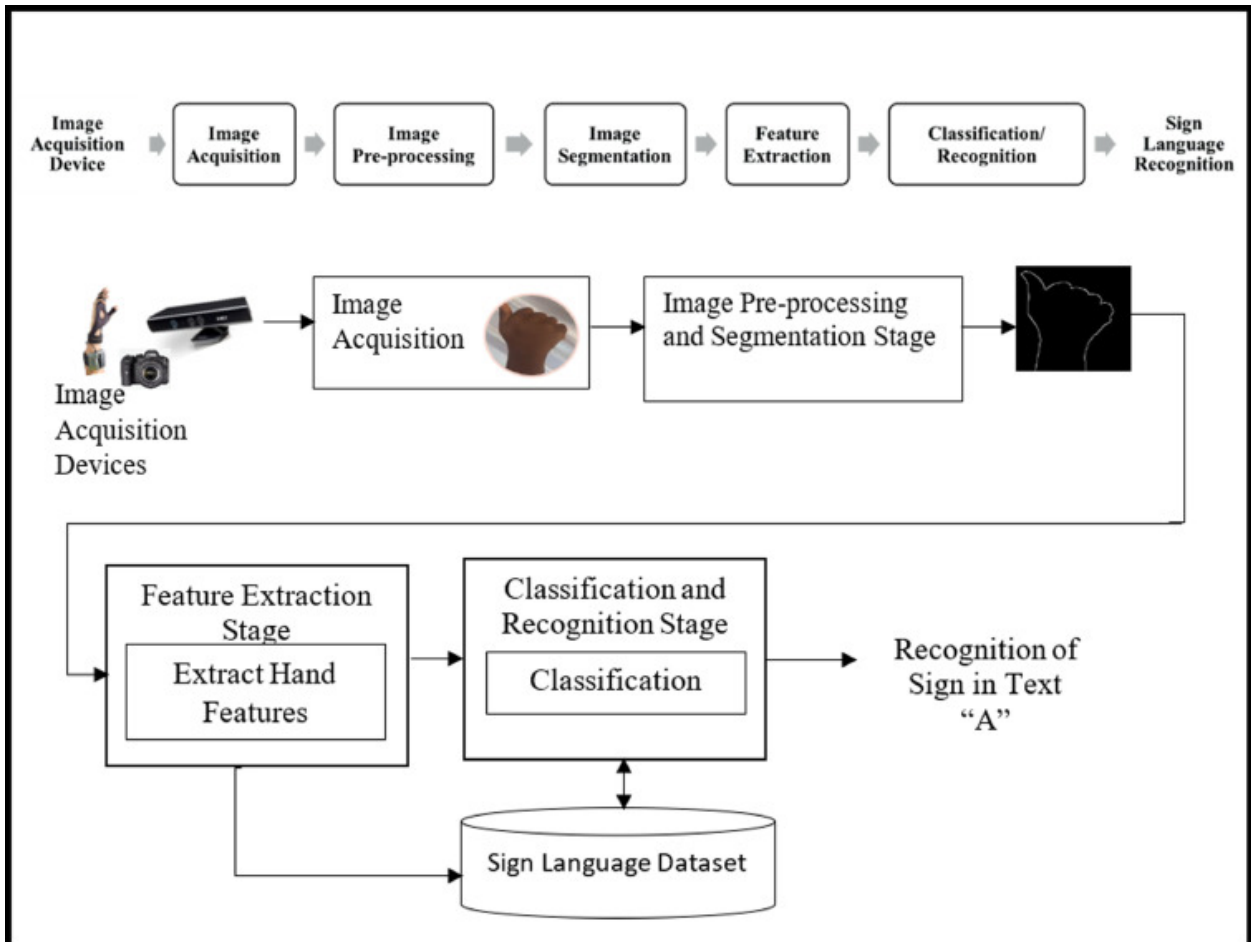 Image
Acquisition
Device
Image
Acquisition
Image
Pre-processing
Image
Segmentation
Feature
Extraction
Classification/
Recognition
Sign
Language
Recognition
Image
Acquisition
Devices
Image
Acquisition
Image Pre-processing
and Segmentation Stage
Feature Extraction
Stage
Extract Hand
Features
Classification and
Recognition Stage
Classification
Recognition of
Sign in Text
“A”
Sign Language Dataset